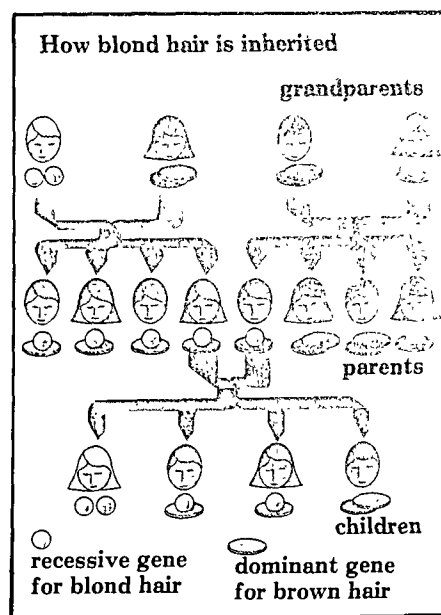 How blond hair is inherited
grandparents
parents
children
recessive gene
for blond hair
dominant gene
for brown hair